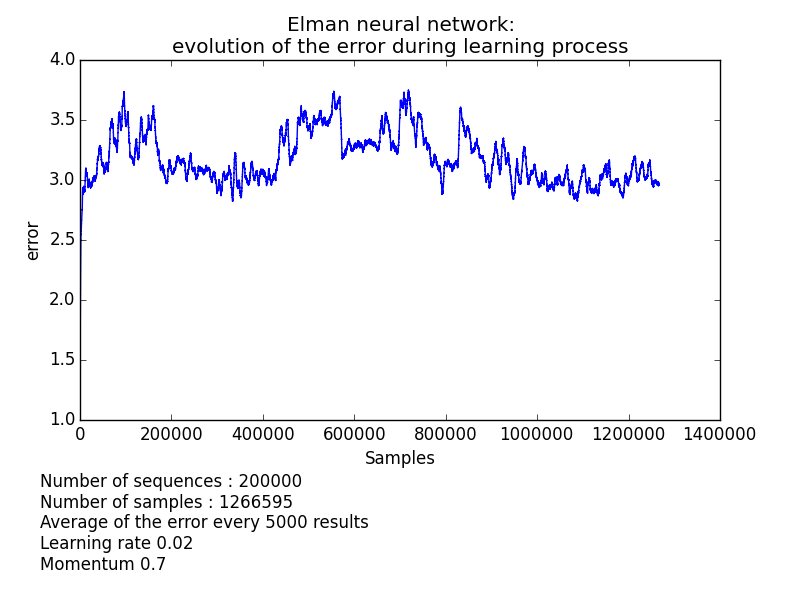 Elman neural network:
evolution of the error during learning process
4.0
3.5
3.0
2.5
2.0
1.5
1.0
error
0 200000 400000 600000 800000 1000000 1200000 1400000
Samples
Number of sequences : 200000
Number of samples : 1266595
Average of the error every 5000 results
Learning rate 0.02
Momentum 0.7